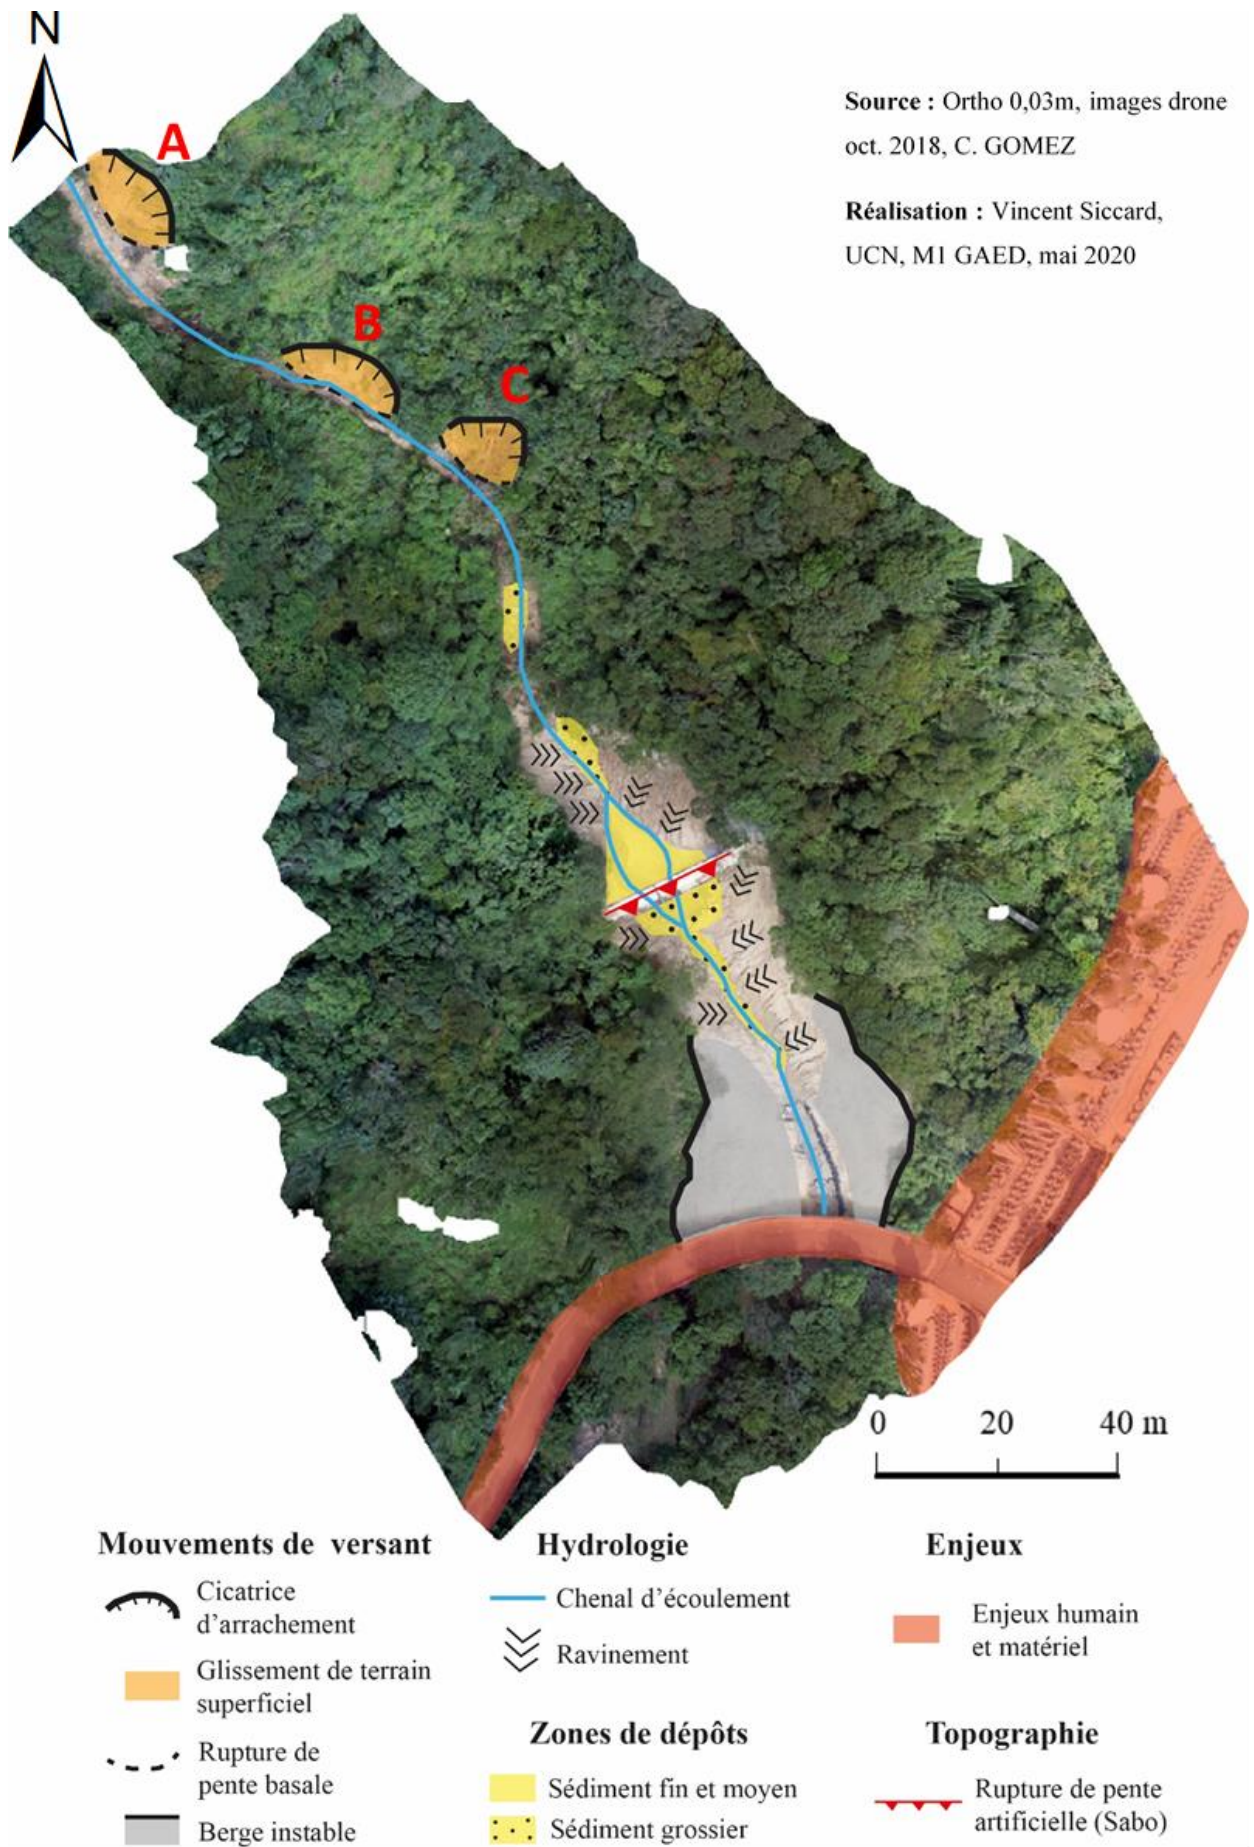 N
Source : Ortho 0,03m, images drone
oct. 2018, C. GOMEZ
Réalisation : Vincent Siccard,
UCN, M1 GAED, mai 2020
A
B
C
0 20 40 m
Mouvements de versant
Cicatrice
d’arrachement
Glissement de terrain
superficiel
Rupture de
pente basale
Berge instable
Hydrologie
Chenal d’écoulement
Ravinement
Zones de dépôts
Sédiment fin et moyen
Sédiment grossier
Enjeux
Enjeux humain
et matériel
Topographie
Rupture de pente
artificielle (Sabo)